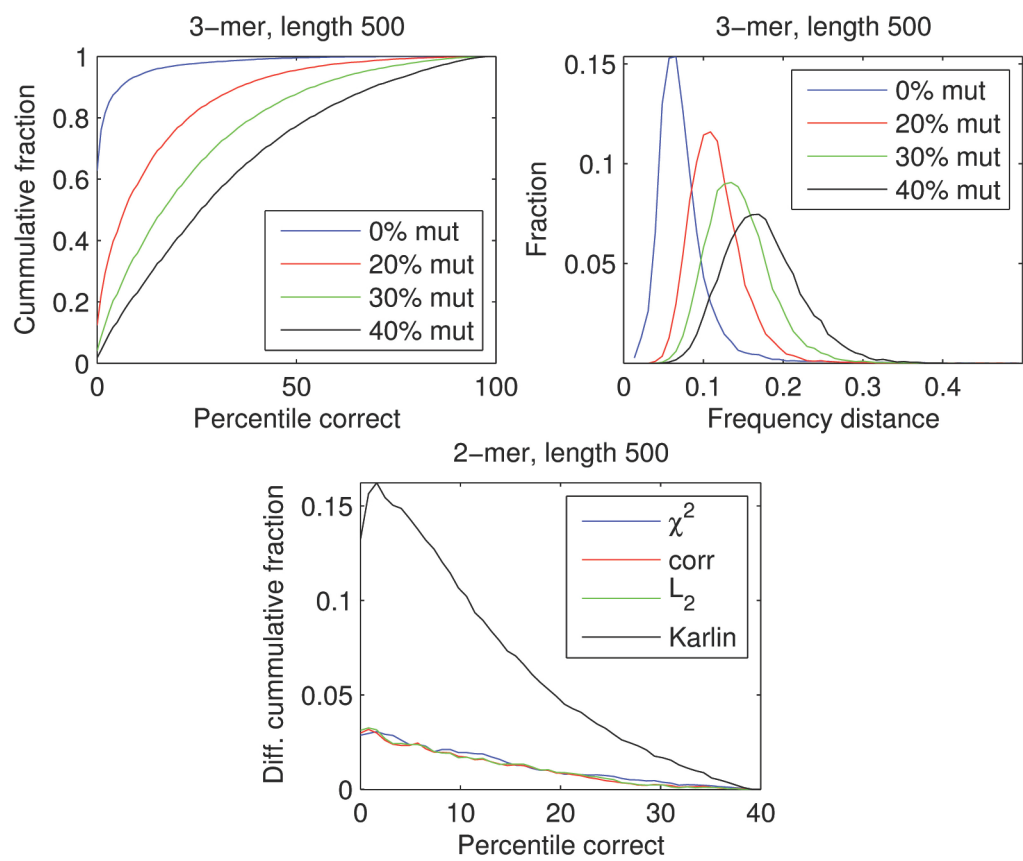 3−mer, length 500
Cummulative fraction
1
0.8
0.6
0.4
0.2
0
0% mut
20% mut
30% mut
40% mut
0 50 100
Percentile correct
3−mer, length 500
Fraction
0.15
0.1
0.05
0% mut
20% mut
30% mut
40% mut
0 0.1 0.2 0.3 0.4
Frequency distance
2−mer, length 500
Diff. cummulative fraction
0.15
0.1
0.05
0
χ²
corr
L₂
Karlin
0 10 20 30 40
Percentile correct